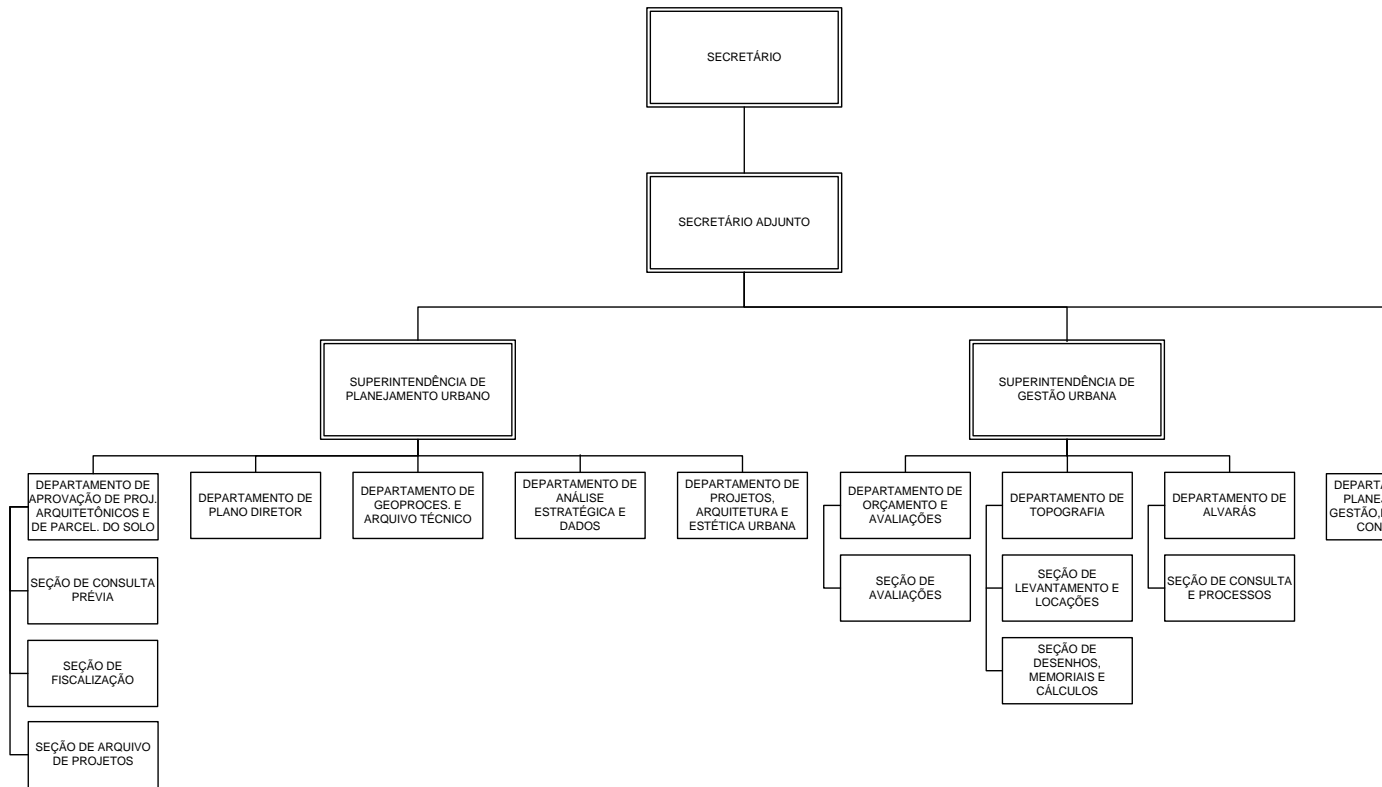 SECRETÁRIO
SECRETÁRIO ADJUNTO
SUPERINTENDÊNCIA DE
PLANEJAMENTO URBANO
SUPERINTENDÊNCIA DE
GESTÃO URBANA
DEPARTAMENTO DE
APROVAÇÃO DE PROJ.
ARQUITETÔNICOS E
DE PARCEL. DO SOLO
DEPARTAMENTO DE
PLANO DIRETOR
DEPARTAMENTO DE
GEOPROCES. E
ARQUIVO TÉCNICO
DEPARTAMENTO DE
ANÁLISE
ESTRATÉGICA E
DADOS
DEPARTAMENTO DE
PROJETOS,
ARQUITETURA E
ESTÉTICA URBANA
DEPARTAMENTO DE
ORÇAMENTO E
AVALIAÇÕES
DEPARTAMENTO DE
TOPOGRAFIA
DEPARTAMENTO DE
ALVARÁS
SEÇÃO DE CONSULTA
PRÉVIA
SEÇÃO DE
AVALIAÇÕES
SEÇÃO DE
LEVANTAMENTO E
LOCAÇÕES
SEÇÃO DE CONSULTA
E PROCESSOS
SEÇÃO DE
FISCALIZAÇÃO
SEÇÃO DE
DESENHOS,
MEMORIAIS E
CÁLCULOS
SEÇÃO DE ARQUIVO
DE PROJETOS